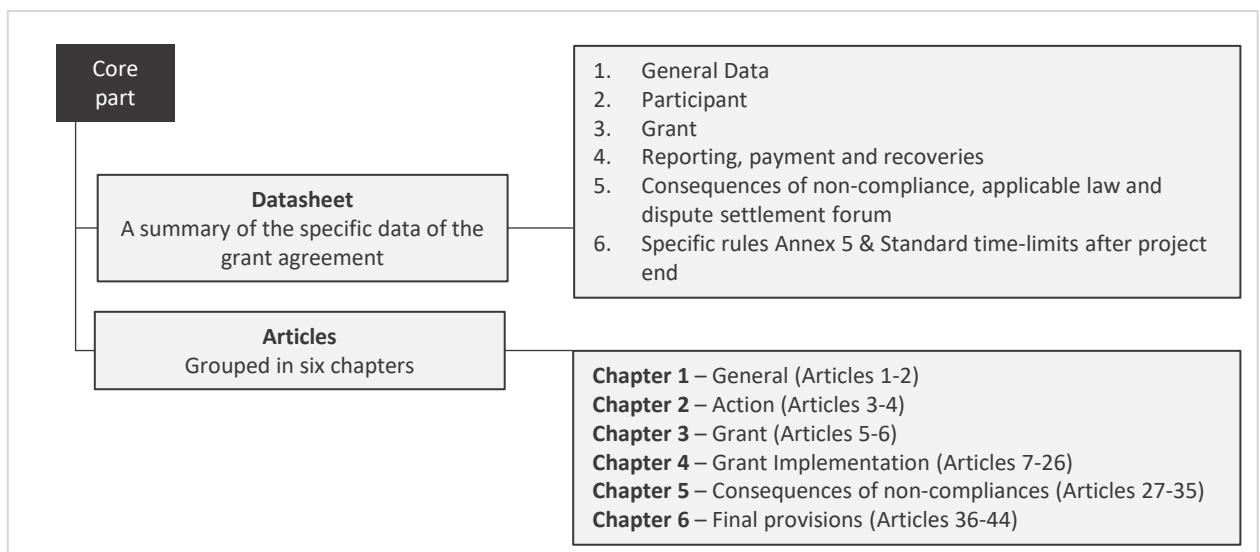 Core
part
Datasheet
A summary of the specific data of the
grant agreement
1. General Data
2. Participant
3. Grant
4. Reporting, payment and recoveries
5. Consequences of non-compliance, applicable law and
dispute settlement forum
6. Specific rules Annex 5 & Standard time-limits after project
end
Articles
Grouped in six chapters
Chapter 1 – General (Articles 1-2)
Chapter 2 – Action (Articles 3-4)
Chapter 3 – Grant (Articles 5-6)
Chapter 4 – Grant Implementation (Articles 7-26)
Chapter 5 – Consequences of non-compliances (Articles 27-35)
Chapter 6 – Final provisions (Articles 36-44)